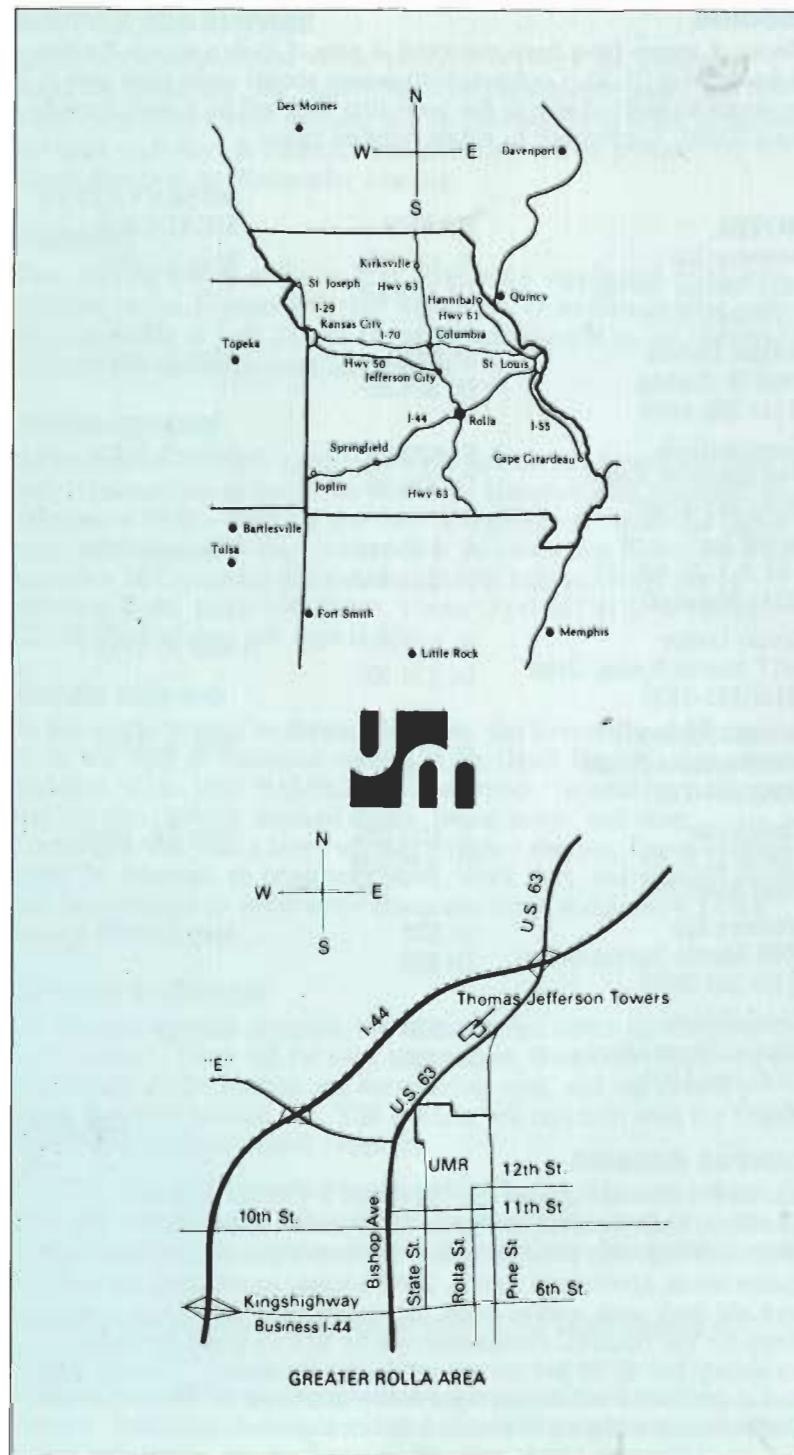 Des Moines
N
W
E
Davenport
S
Kirksville
Hwy 63
St Joseph
Hannibal
Quincy
I-29
Hwy 61
Kansas City
I-70
Columbia
Topeka
Hwy 50
St Louis
Jefferson City
I-44
Rolla
I-55
Springfield
Cape Girardeau
Joplin
Hwy 63
Bartlesville
Tulsa
Fort Smith
Memphis
Little Rock
N
W
E
S
U.S. 63
I-44
Thomas Jefferson Towers
"E"
U.S. 63
UMR
12th St.
11th St
10th St.
Bishop Ave.
State St.
Rolla St.
Pine St
Kingshighway
6th St.
Business I-44
GREATER ROLLA AREA